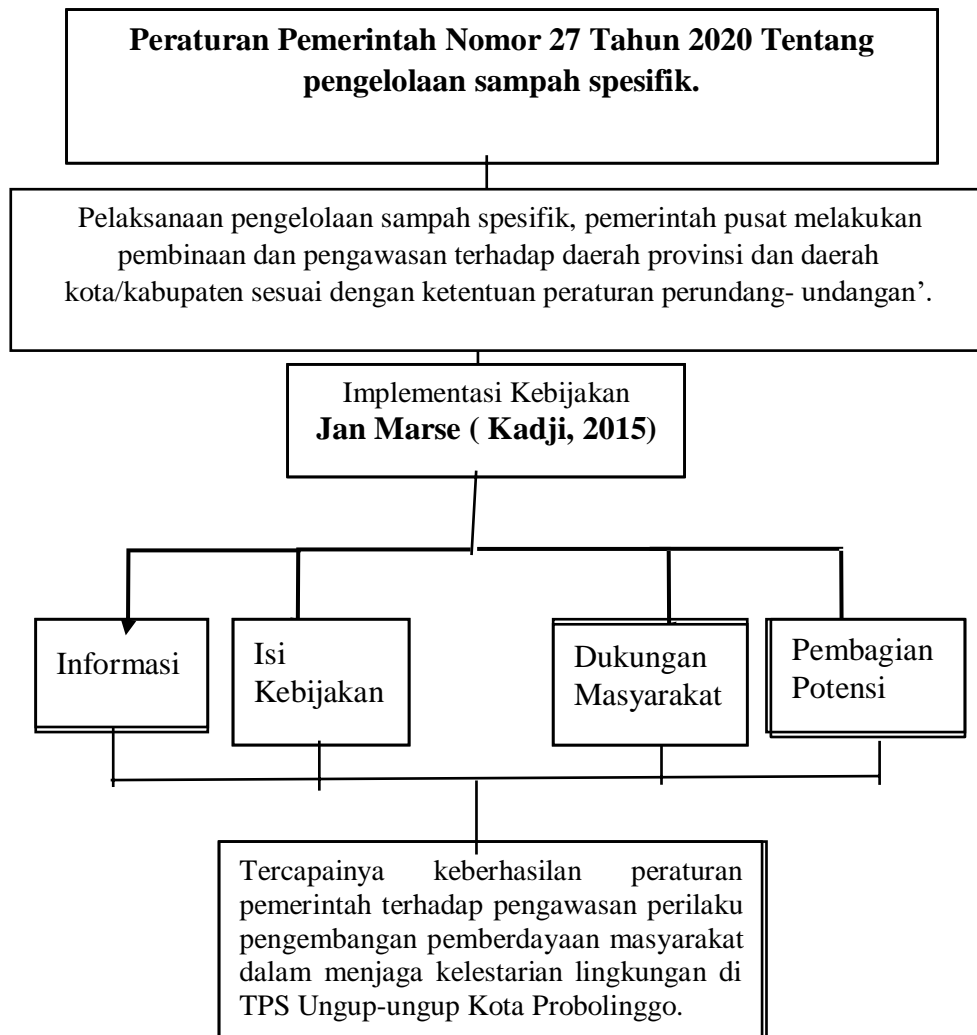 Peraturan Pemerintah Nomor 27 Tahun 2020 Tentang
pengelolaan sampah spesifik.
Pelaksanaan pengelolaan sampah spesifik, pemerintah pusat melakukan
pembinaan dan pengawasan terhadap daerah provinsi dan daerah
kota/kabupaten sesuai dengan ketentuan peraturan perundang- undangan’.
Implementasi Kebijakan
Jan Marse ( Kadji, 2015)
Informasi
Isi
Kebijakan
Dukungan
Masyarakat
Pembagian
Potensi
Tercapainya keberhasilan peraturan
pemerintah terhadap pengawasan perilaku
pengembangan pemberdayaan masyarakat
dalam menjaga kelestarian lingkungan di
TPS Ungup-ungup Kota Probolinggo.